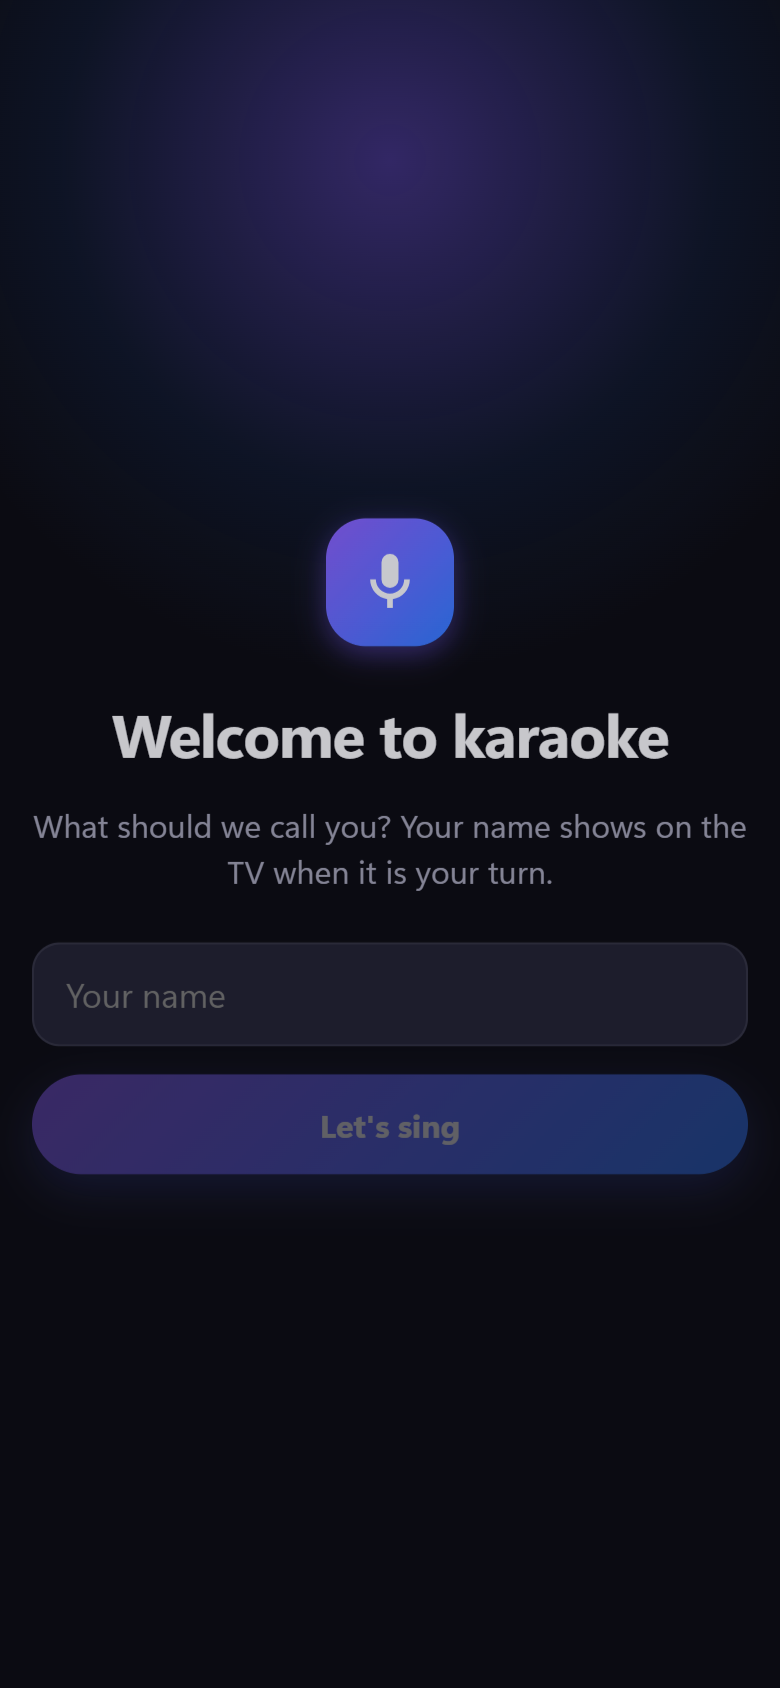 Welcome to karaoke
What should we call you? Your name shows on the
TV when it is your turn.
Your name
Let's sing